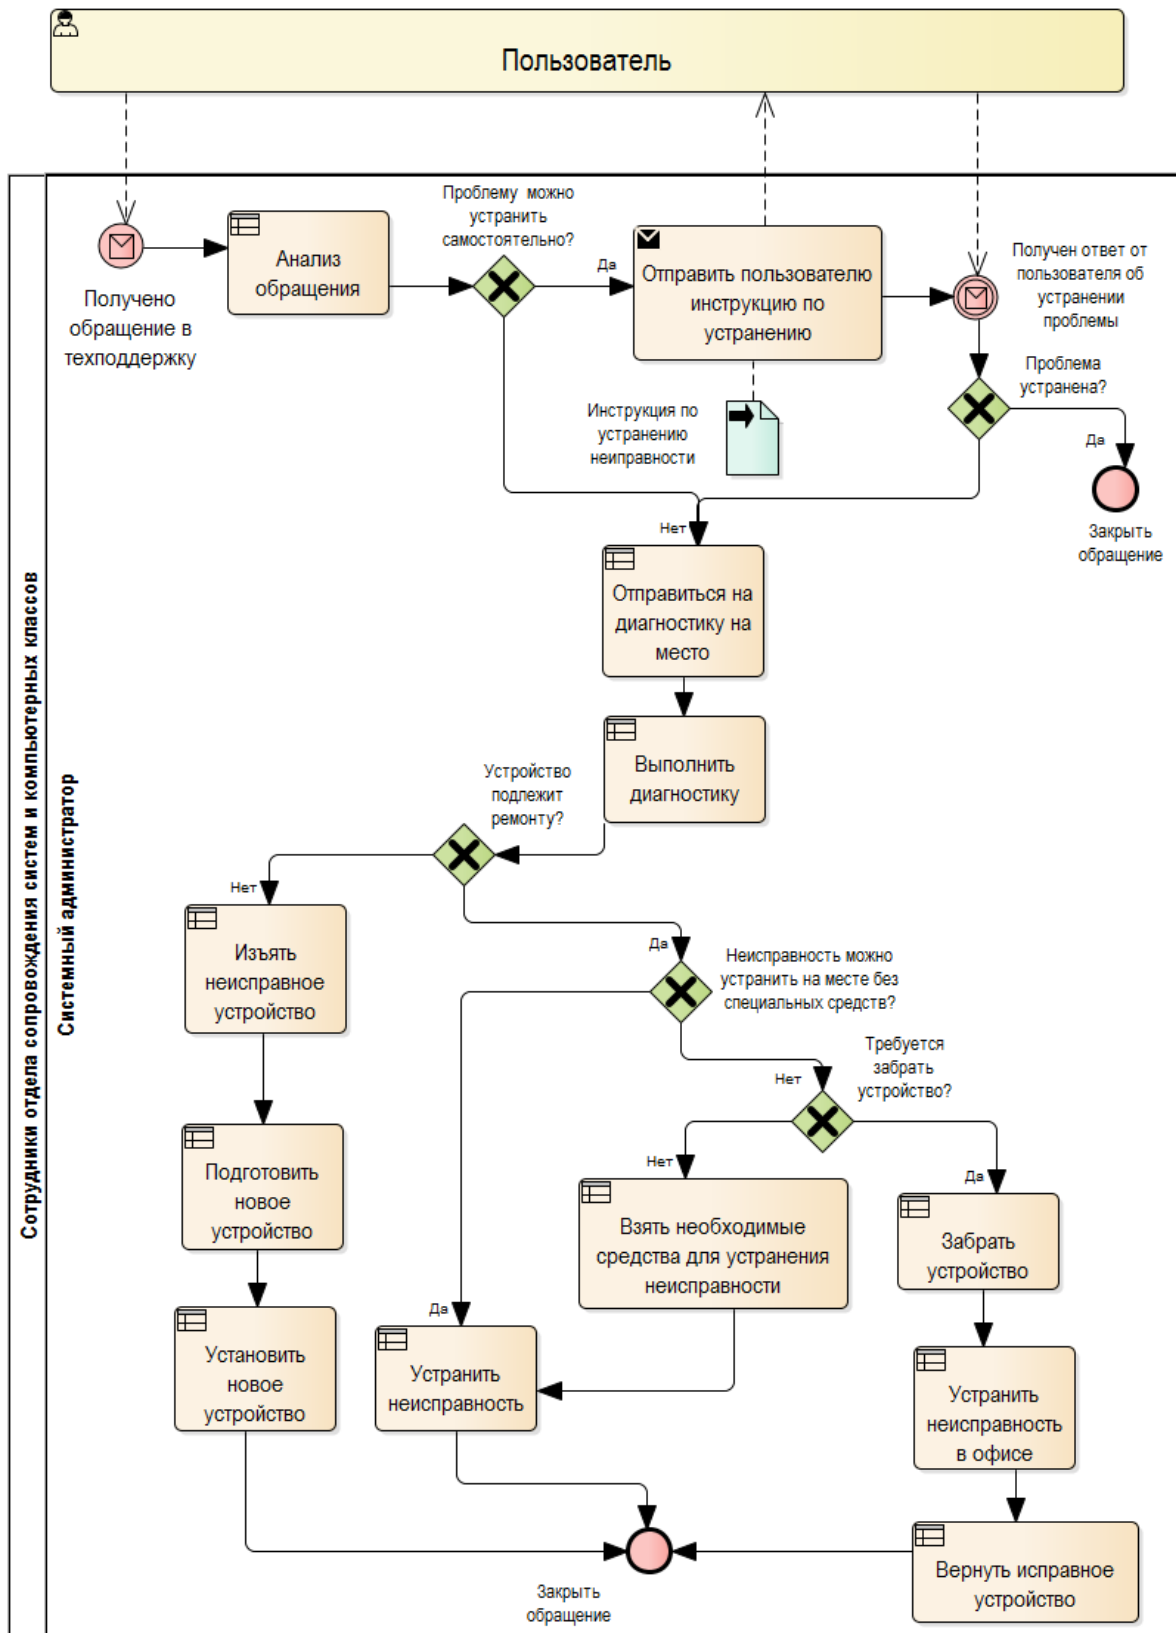 Пользователь
Сотрудники отдела сопровождения систем и компьютерных классов
Системный администратор
Получено
обращение в
техподдержку
Анализ
обращения
Проблему можно
устранить
самостоятельно?
Да
Отправить пользователю
инструкцию по
устранению
Получен ответ от
пользователя об
устранении
проблемы
Проблема
устранена?
Да
Закрыть
обращение
Инструкция по
устранению
неиправности
Нет
Отправиться на
диагностику на
место
Выполнить
диагностику
Устройство
подлежит
ремонту?
Нет
Изъять
неисправное
устройство
Да
Неисправность можно
устранить на месте без
специальных средств?
Требуется
забрать
устройство?
Нет
Подготовить
новое
устройство
Нет
Взять необходимые
средства для устранения
неисправности
Да
Забрать
устройство
Установить
новое
устройство
Да
Устранить
неисправность
Устранить
неисправность
в офисе
Вернуть исправное
устройство
Закрыть
обращение